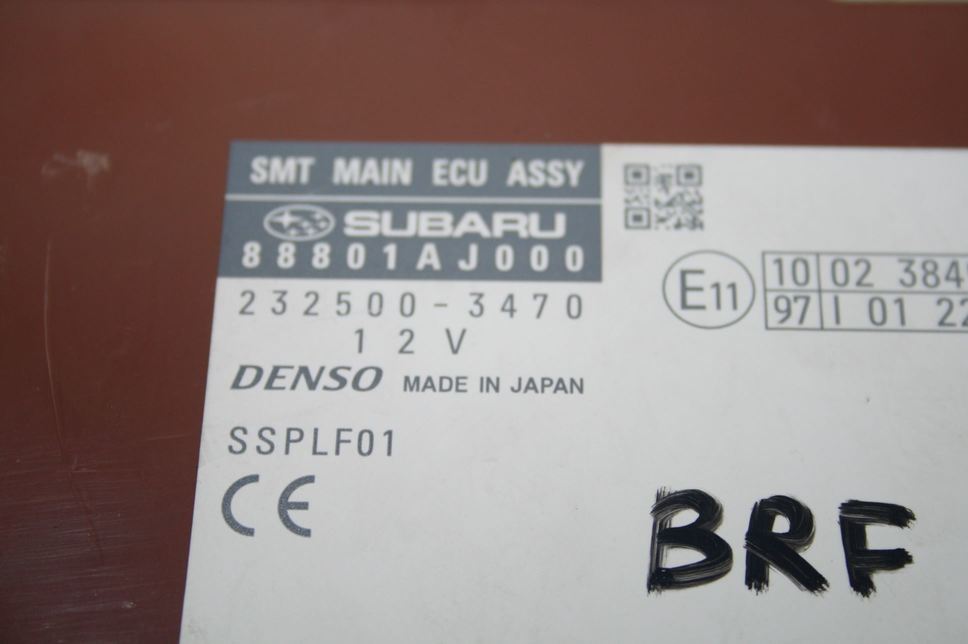 SMT MAIN ECU ASSY
SUBARU
88801AJ000
232500-3470
12V
DENSO MADE IN JAPAN
SSPLF01
CE
E11
10 02 384
97 I 01 22
BRF